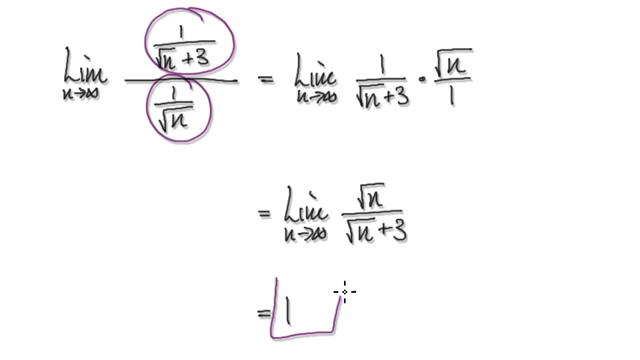 Lim n→∞ (1/(√n + 3))/(1/√n) = Lim n→∞ 1/(√n + 3) · √n/1
= Lim n→∞ √n/(√n + 3)
= 1